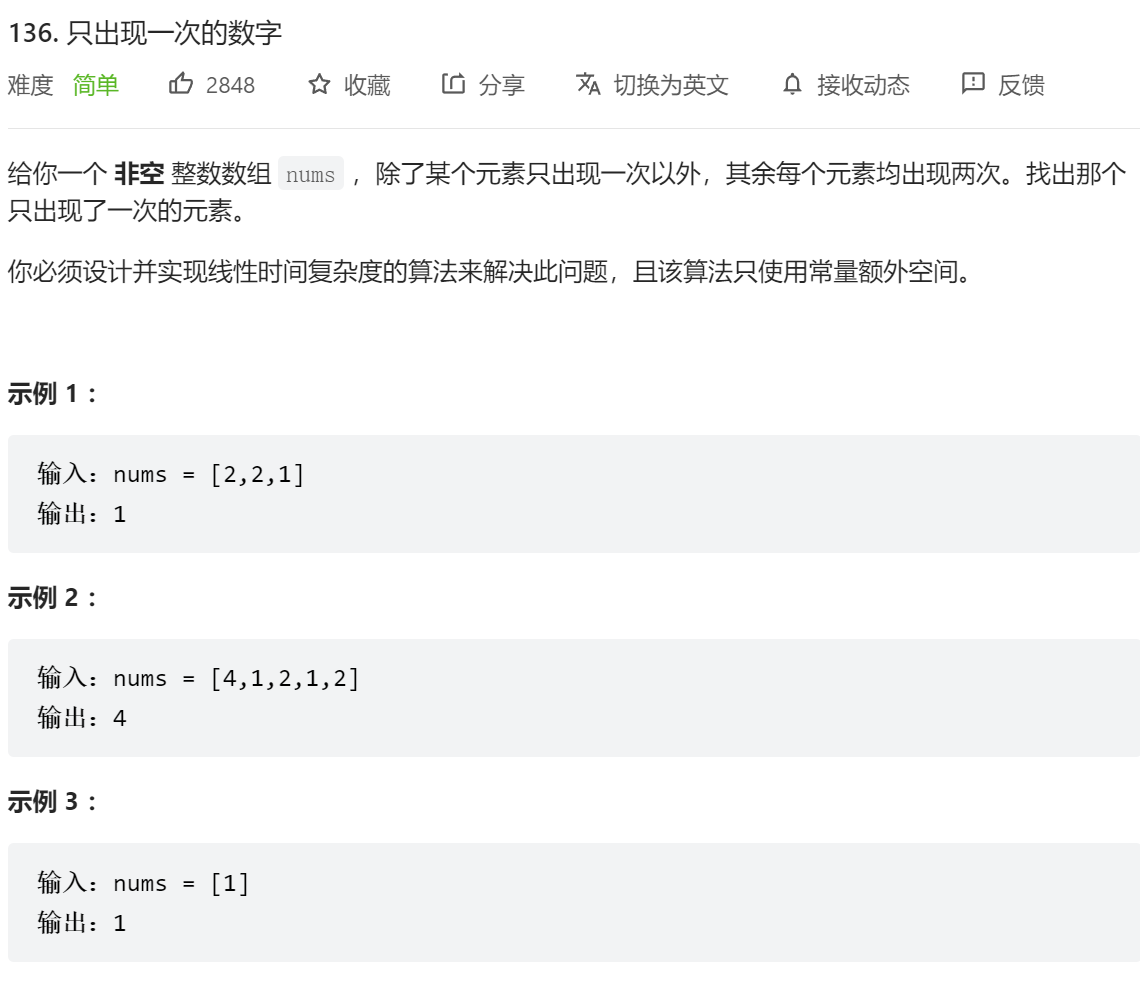 136. 只出现一次的数字
难度 简单 2848 收藏 分享 切换为英文 接收动态 反馈
给你一个 非空 整数数组 nums ，除了某个元素只出现一次以外，其余每个元素均出现两次。找出那个
只出现了一次的元素。
你必须设计并实现线性时间复杂度的算法来解决此问题，且该算法只使用常量额外空间。
示例 1 ：
输入：nums = [2,2,1]
输出：1
示例 2 ：
输入：nums = [4,1,2,1,2]
输出：4
示例 3 ：
输入：nums = [1]
输出：1